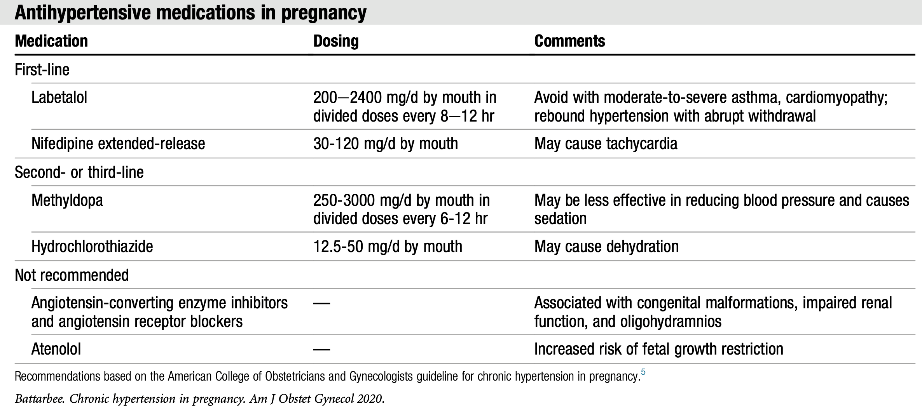 Antihypertensive medications in pregnancy
Medication Dosing Comments
First-line
Labetalol 200—2400 mg/d by mouth in Avoid with moderate-to-severe asthma, cardiomyopathy;
divided doses every 8—12 hr rebound hypertension with abrupt withdrawal
Nifedipine extended-release 30-120 mg/d by mouth May cause tachycardia
Second- or third-line
Methyldopa 250-3000 mg/d by mouth in May be less effective in reducing blood pressure and causes
divided doses every 6-12 hr sedation
Hydrochlorothiazide 12.5-50 mg/d by mouth May cause dehydration
Not recommended
Angiotensin-converting enzyme inhibitors — Associated with congenital malformations, impaired renal
and angiotensin receptor blockers function, and oligohydramnios
Atenolol — Increased risk of fetal growth restriction
Recommendations based on the American College of Obstetricians and Gynecologists guideline for chronic hypertension in pregnancy.5
Battarbee. Chronic hypertension in pregnancy. Am J Obstet Gynecol 2020.